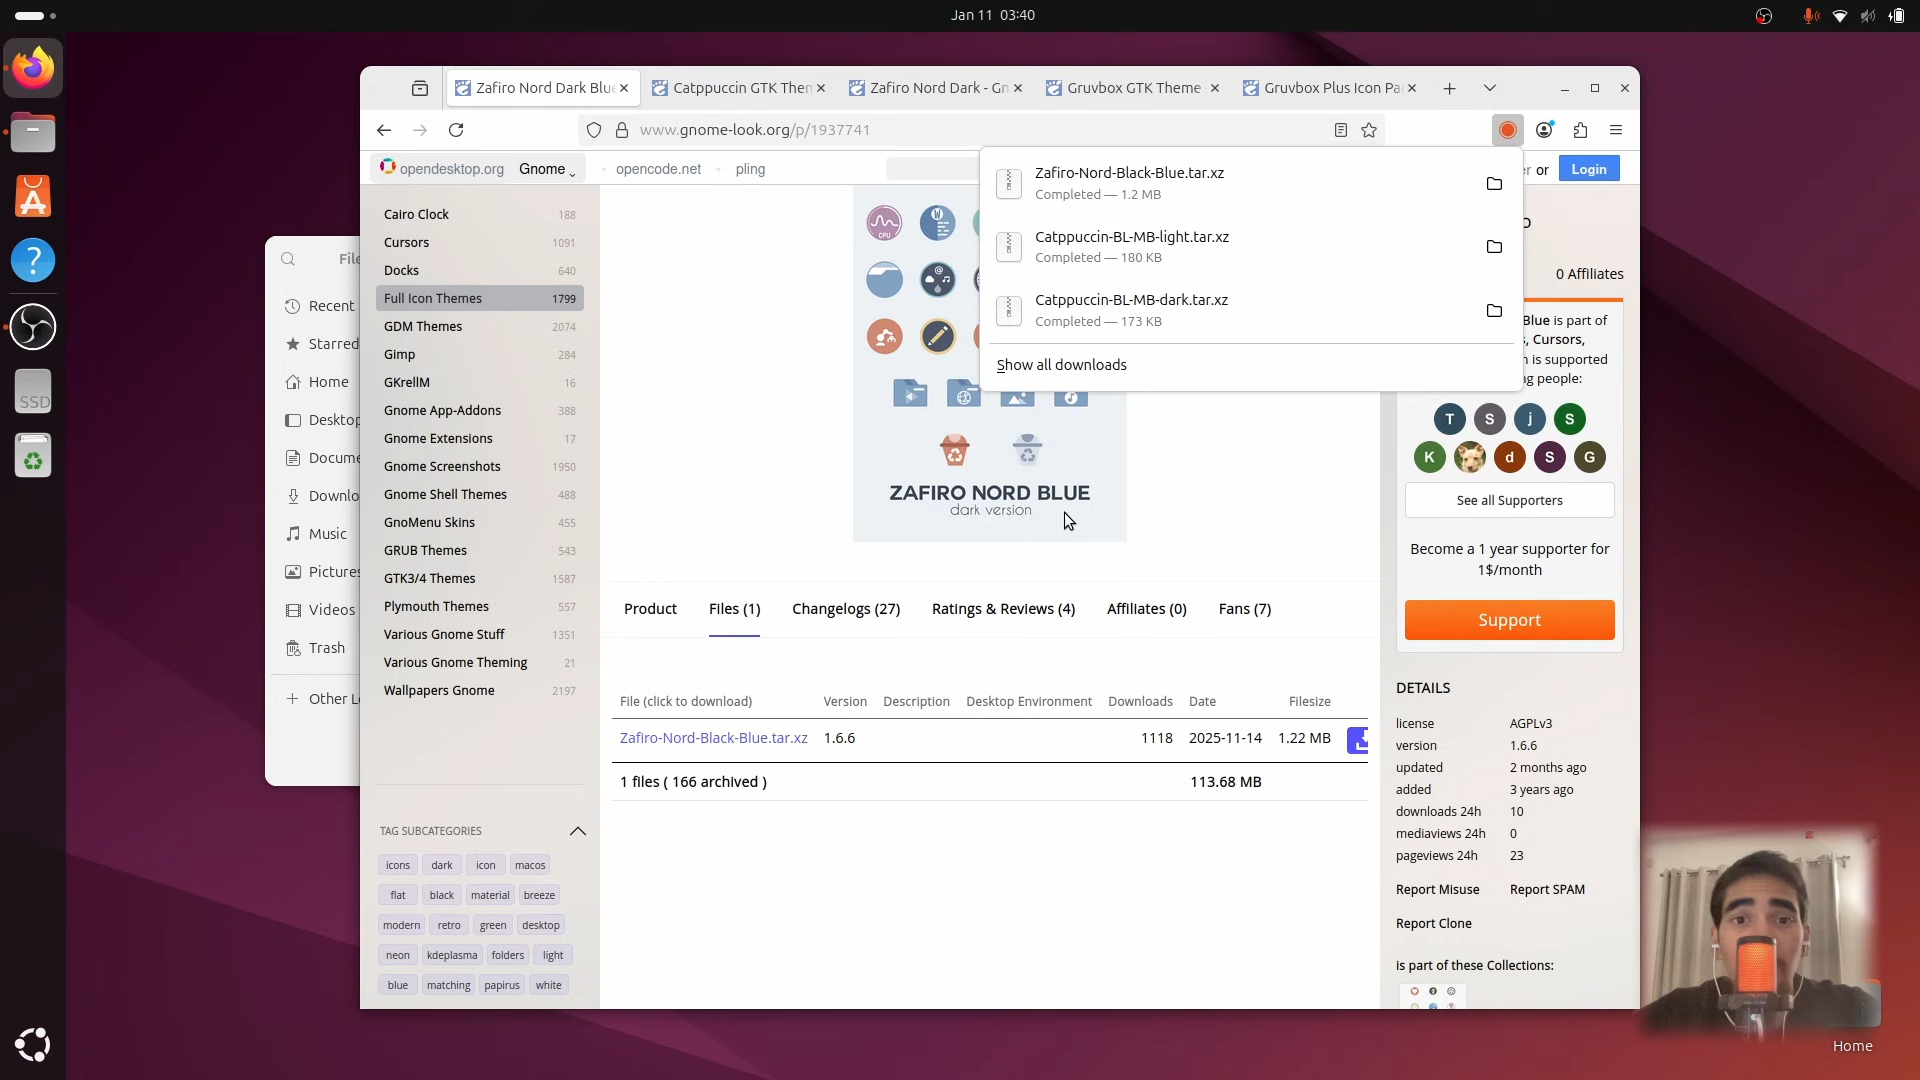 Jan 11 03:40
Zafiro Nord Dark Blu
Catppuccin GTK Then
Zafiro Nord Dark - Gn
Gruvbox GTK Theme -
Gruvbox Plus Icon Pa
www.gnome-look.org/p/1937741
opendesktop.org
Gnome
opencode.net
pling
or
Login
Zafiro-Nord-Black-Blue.tar.xz
Completed — 1.2 MB
Catppuccin-BL-MB-light.tar.xz
Completed — 180 KB
Catppuccin-BL-MB-dark.tar.xz
Completed — 173 KB
Show all downloads
SSD
File
Recent
Starred
Home
Desktop
Docume
Downlo
Music
Pictures
Videos
Trash
Other Lo
Cairo Clock 188
Cursors 1091
Docks 640
Full Icon Themes 1799
GDM Themes 2074
Gimp 284
GKrellM 16
Gnome App-Addons 388
Gnome Extensions 17
Gnome Screenshots 1950
Gnome Shell Themes 488
GnoMenu Skins 455
GRUB Themes 543
GTK3/4 Themes 1587
Plymouth Themes 557
Various Gnome Stuff 1351
Various Gnome Theming 21
Wallpapers Gnome 2197
TAG SUBCATEGORIES
icons dark icon macos
flat black material breeze
modern retro green desktop
neon kdeplasma folders light
blue matching papirus white
CPU
W
ZAFIRO NORD BLUE
dark version
Product
Files (1)
Changelogs (27)
Ratings & Reviews (4)
Affiliates (0)
Fans (7)
File (click to download) Version Description Desktop Environment Downloads Date Filesize
Zafiro-Nord-Black-Blue.tar.xz 1.6.6 1118 2025-11-14 1.22 MB
1 files ( 166 archived ) 113.68 MB
0 Affiliates
Blue is part of
s, Cursors,
n is supported
ng people:
T S j S
K d S G
See all Supporters
Become a 1 year supporter for
1$/month
Support
DETAILS
license AGPLv3
version 1.6.6
updated 2 months ago
added 3 years ago
downloads 24h 10
mediaviews 24h 0
pageviews 24h 23
Report Misuse Report SPAM
Report Clone
is part of these Collections:
Home